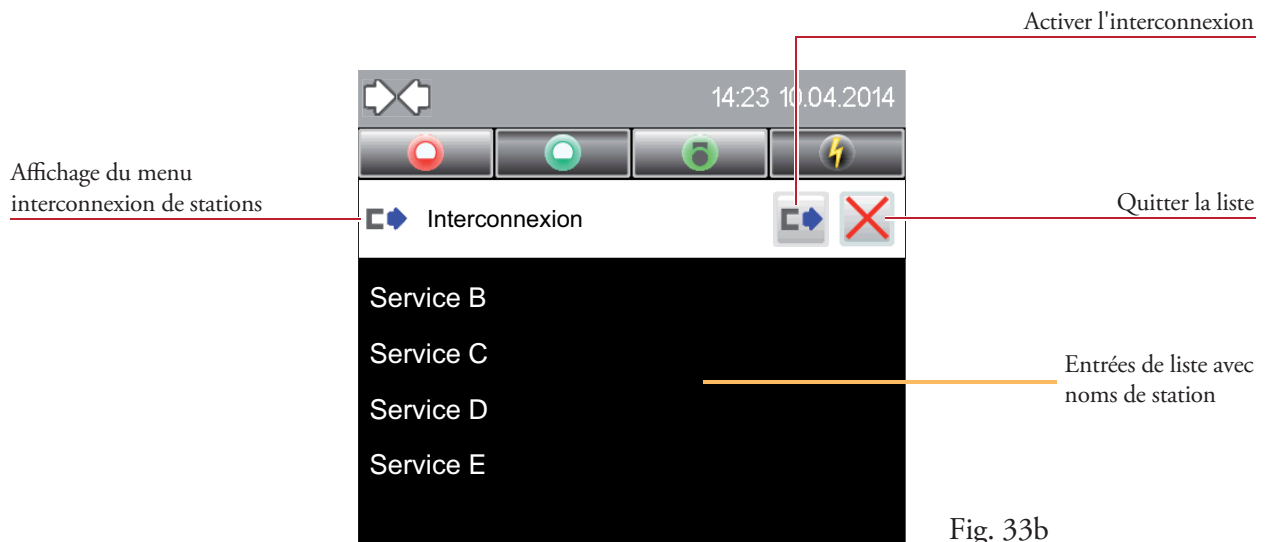 Activer l'interconnexion
14:23 10.04.2014
Affichage du menu
interconnexion de stations
Interconnexion
Quitter la liste
Service B
Service C
Service D
Service E
Entrées de liste avec
noms de station
Fig. 33b